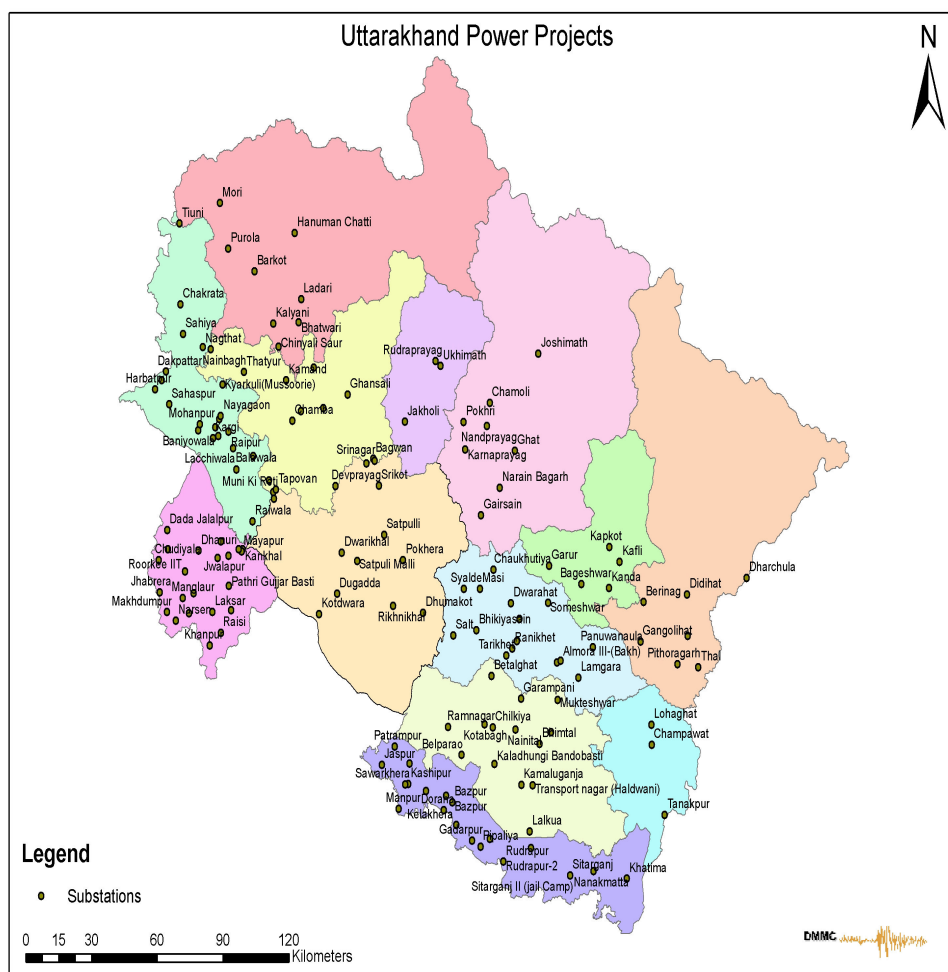 Uttarakhand Power Projects
N
Mori
Tiuni
Hanuman Chatti
Purola
Barkot
Ladari
Chakrata
Kalyani
Bhatwari
Sahiya
Nagthat
Chinyali Saur
Joshimath
Rudraprayag
Ukhimath
Dakpattar
Nainbagh
Thatyur
Kamand
Harbatpur
Kyarkuli(Mussoorie)
Ghansali
Sahaspur
Chamoli
Nayagaon
Chamba
Mohanpur
Jakholi
Pokhri
Kargi
Baniyowala
Raipur
Nandprayag
Ghat
Lacchiwala
Srinagar
Bagwan
Karnaprayag
Muni Ki Reti
Tapovan
Devprayag
Srikot
Narain Bagarh
Raiwala
Gairsain
Dada Jalalpur
Satpulli
Dhanuri
Mayapur
Dwarikhal
Kapkot
Chudiyala
Kankhal
Pokhera
Chaukhutiya
Garur
Kafli
Roorkee IIT
Jwalapur
Satpuli Malli
Dharchula
Jhabrera
Pathri Gujjar Basti
Dugadda
Syalde
Masi
Bageshwar
Kanda
Didihat
Manglaur
Berinag
Makhdumpur
Narsen
Laksar
Kotdwara
Dhumakot
Dwarahat
Someshwar
Raisi
Rikhnikhal
Bhikiyasain
Khanpur
Salt
Ranikhet
Panuwanaula
Gangolihat
Tarikhet
Almora III-(Bakh)
Pithoragarh
Thal
Betalghat
Lamgara
Garampani
Mukteshwar
Ramnagar
Chilkiya
Lohaghat
Patrampur
Kotabagh
Bhimtal
Belparao
Nainital
Champawat
Jaspur
Kaladhungi Bandobasti
Sawarkhera
Kashipur
Kamaluganja
Bazpur
Transport nagar (Haldwani)
Manpur
Doraha
Bazpur
Kelakhera
Tanakpur
Gadarpur
Pipaliya
Lalkua
Rudrapur
Rudrapur-2
Sitarganj
Khatima
Sitarganj II (jail Camp)
Nanakmatta
Legend
Substations
0 15 30 60 90 120
Kilometers
DMMC